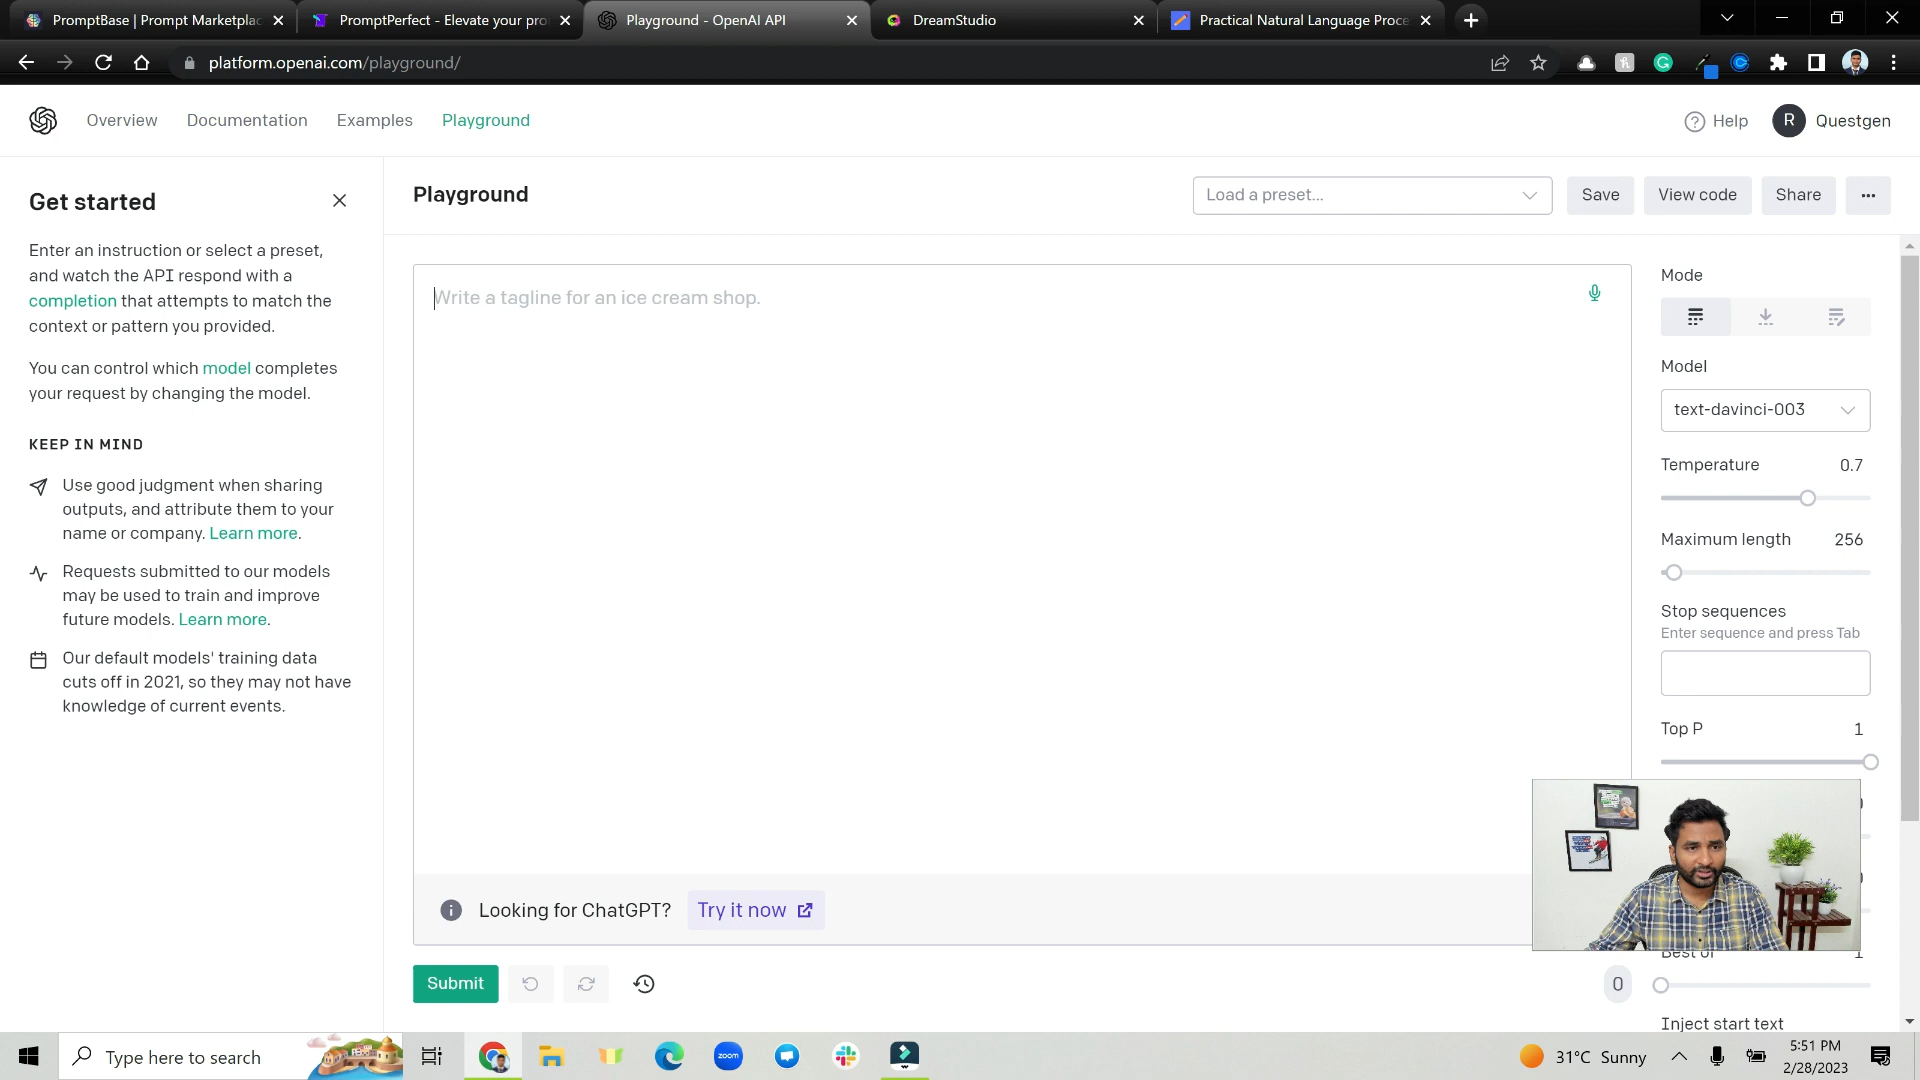 PromptBase | Prompt Marketplac
PromptPerfect - Elevate your pro
Playground - OpenAI API
DreamStudio
Practical Natural Language Proce
platform.openai.com/playground/
Overview
Documentation
Examples
Playground
Help
R
Questgen
Get started
Enter an instruction or select a preset,
and watch the API respond with a
completion that attempts to match the
context or pattern you provided.
You can control which model completes
your request by changing the model.
KEEP IN MIND
Use good judgment when sharing
outputs, and attribute them to your
name or company. Learn more.
Requests submitted to our models
may be used to train and improve
future models. Learn more.
Our default models' training data
cuts off in 2021, so they may not have
knowledge of current events.
Playground
Load a preset...
Save
View code
Share
Write a tagline for an ice cream shop.
Looking for ChatGPT?
Try it now
Submit
0
Mode
Model
text-davinci-003
Temperature
0.7
Maximum length
256
Stop sequences
Enter sequence and press Tab
Top P
1
Best of
1
Inject start text
Type here to search
zoom
31°C Sunny
5:51 PM
2/28/2023